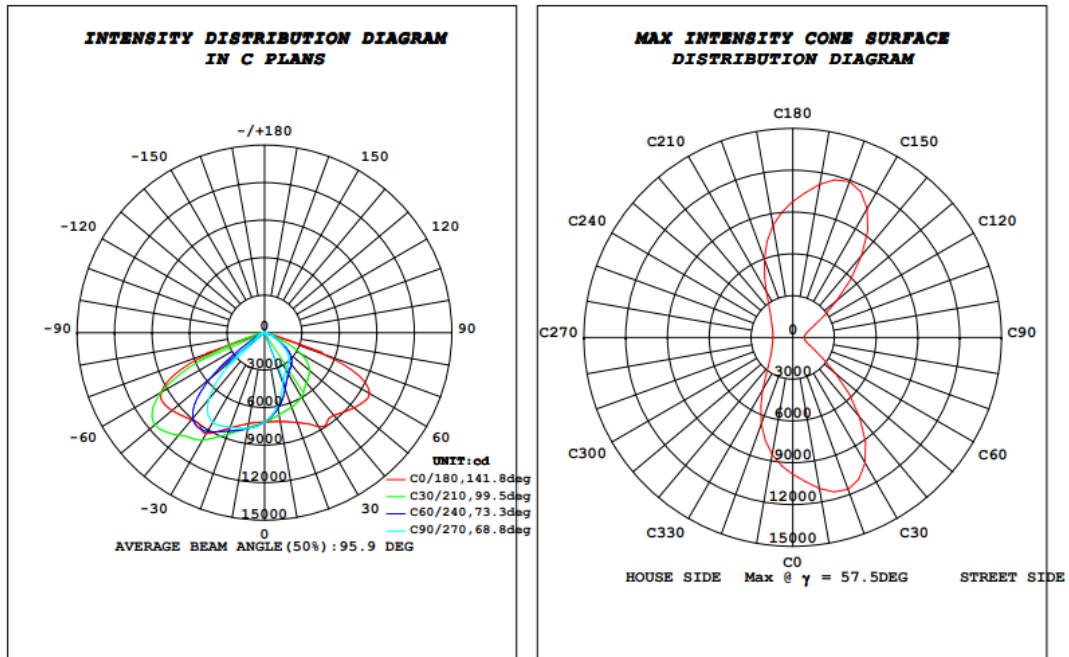 INTENSITY DISTRIBUTION DIAGRAM
IN C PLANS
-/+180
-150
150
-120
120
-90
90
-60
60
-30
30
0
0
3000
6000
9000
12000
15000
UNIT:cd
C0/180,141.8deg
C30/210,99.5deg
C60/240,73.3deg
C90/270,68.8deg
AVERAGE BEAM ANGLE(50%):95.9 DEG
MAX INTENSITY CONE SURFACE
DISTRIBUTION DIAGRAM
C180
C210
C150
C240
C120
C270
C90
C300
C60
C330
C30
C0
0
3000
6000
9000
12000
15000
HOUSE SIDE Max @ γ = 57.5DEG STREET SIDE